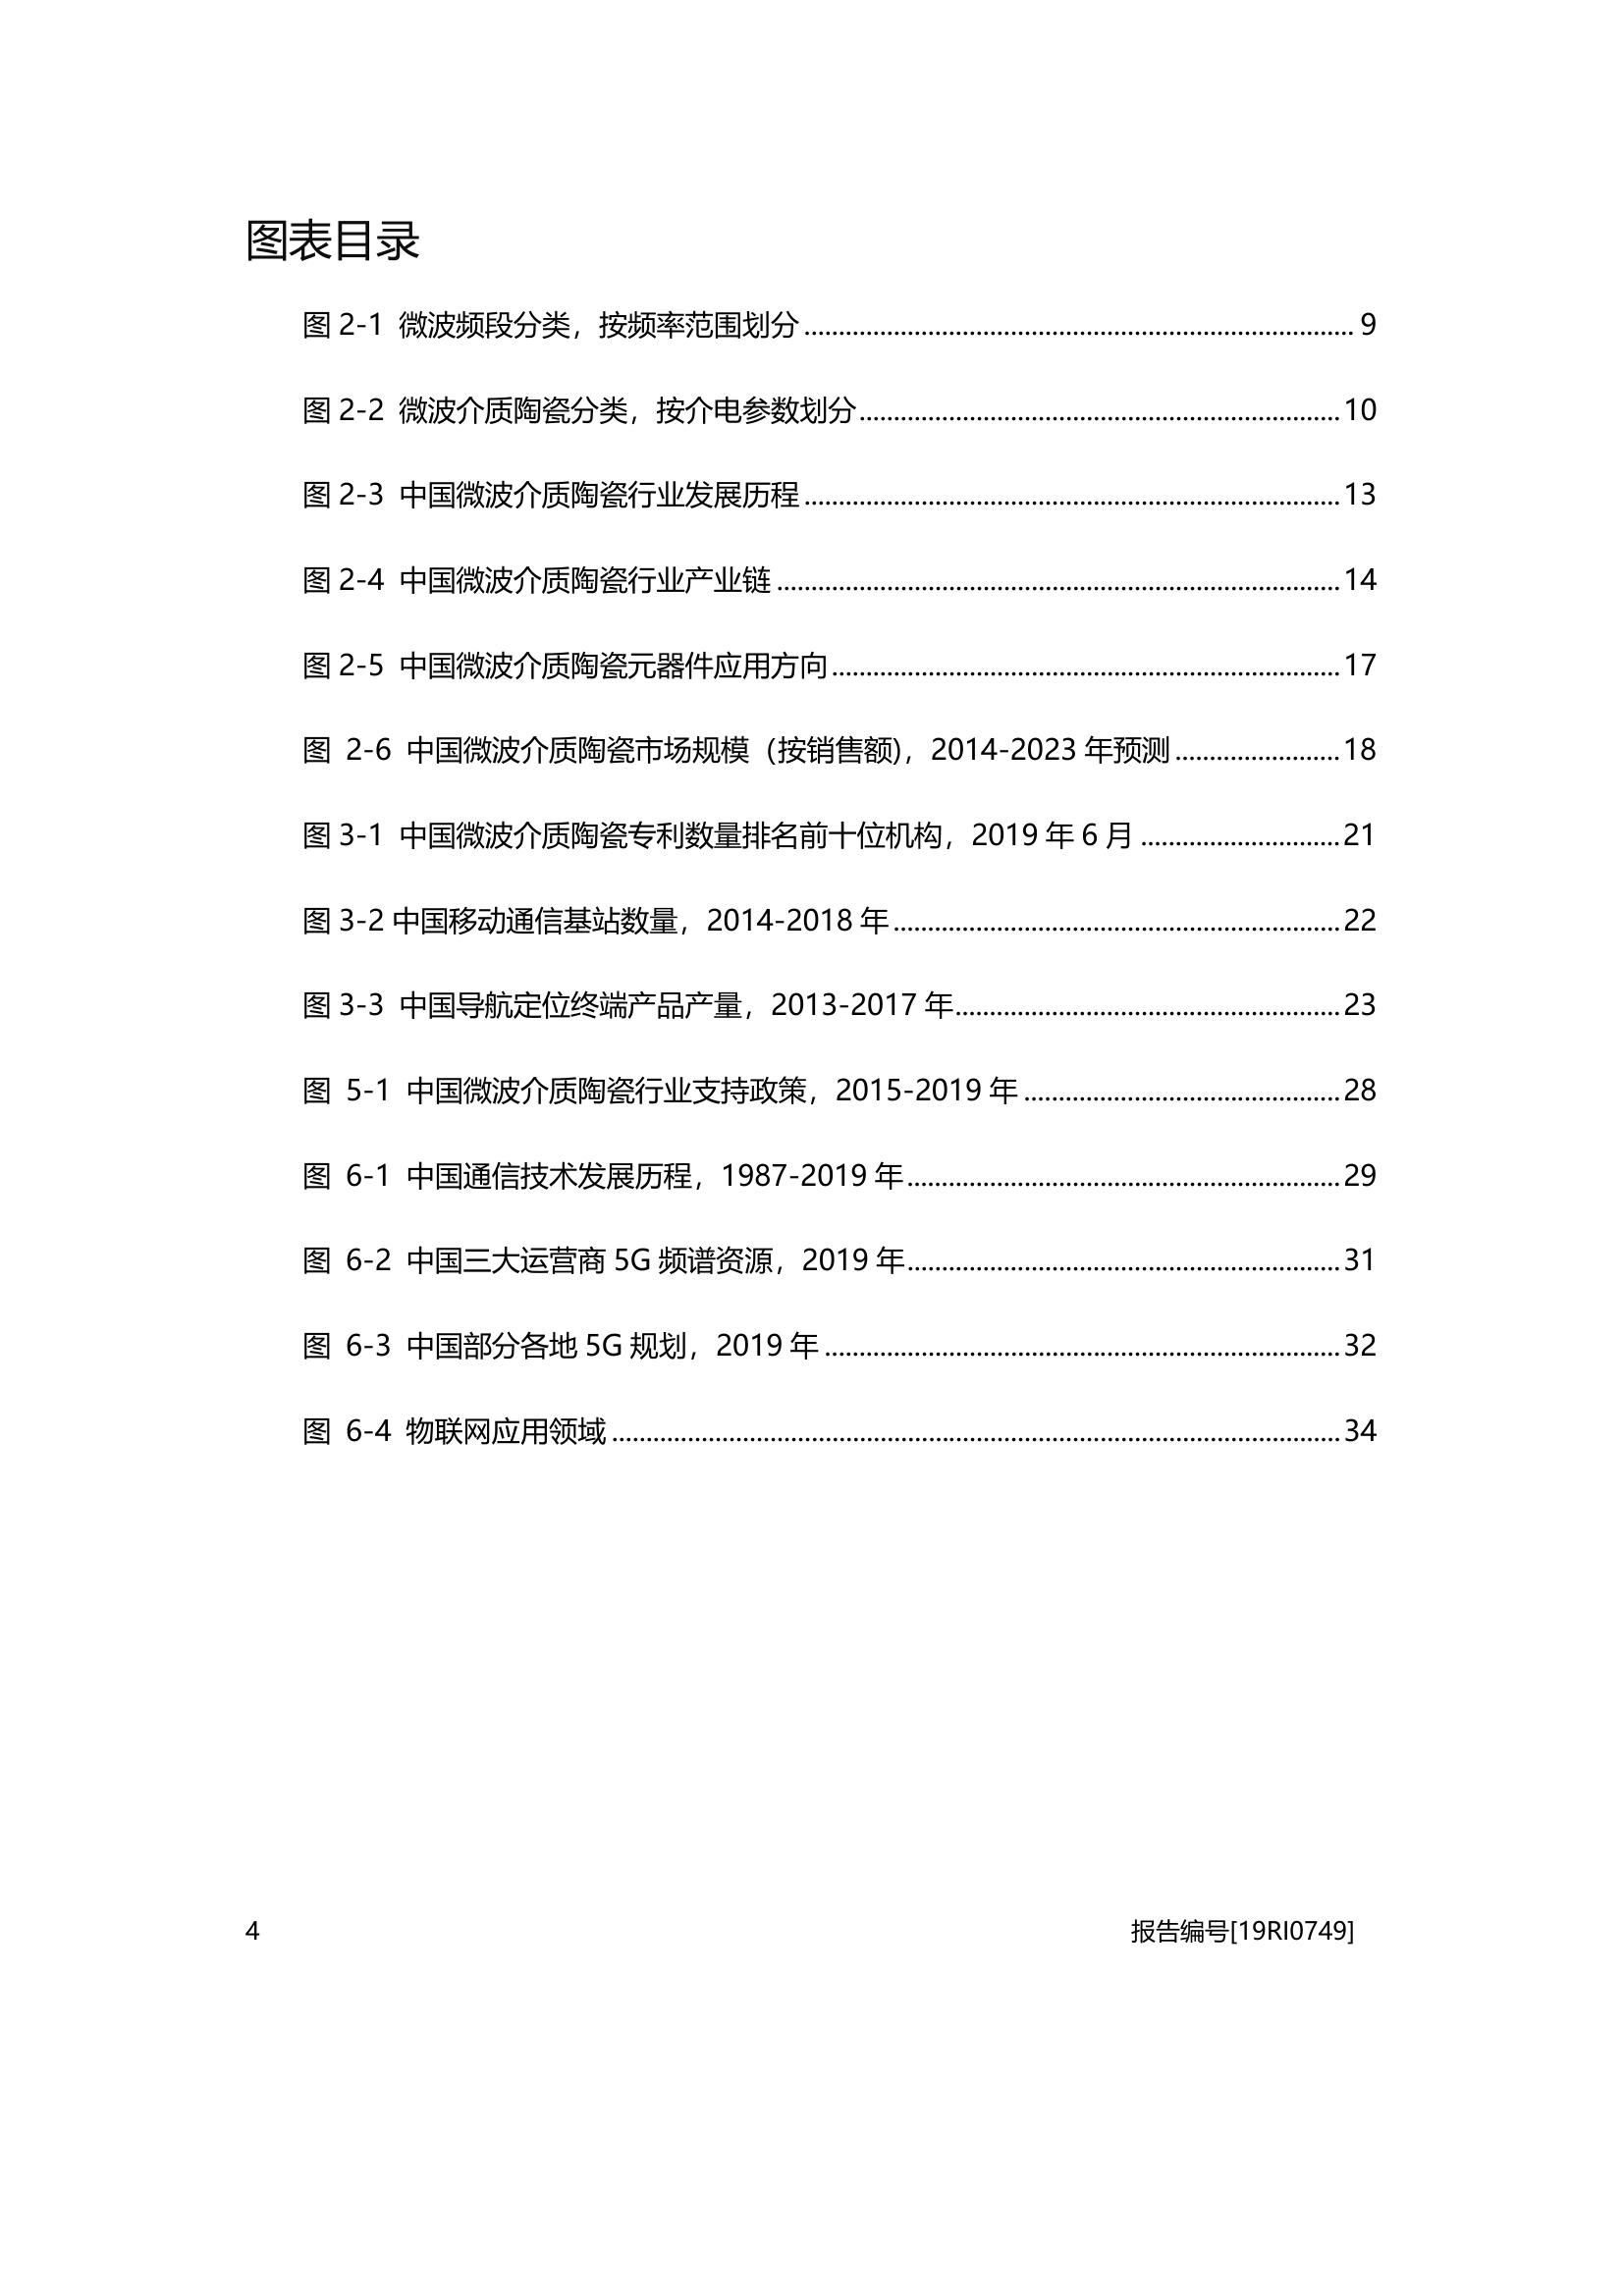 图表目录
图 2-1 微波频段分类，按频率范围划分 ................................................................................ 9
图 2-2 微波介质陶瓷分类，按介电参数划分 ...................................................................... 10
图 2-3 中国微波介质陶瓷行业发展历程 .............................................................................. 13
图 2-4 中国微波介质陶瓷行业产业链 .................................................................................. 14
图 2-5 中国微波介质陶瓷元器件应用方向 .......................................................................... 17
图 2-6 中国微波介质陶瓷市场规模（按销售额)，2014-2023 年预测 ........................ 18
图 3-1 中国微波介质陶瓷专利数量排名前十位机构，2019 年 6 月 ............................. 21
图 3-2 中国移动通信基站数量，2014-2018 年 ................................................................. 22
图 3-3 中国导航定位终端产品产量，2013-2017 年 ........................................................ 23
图 5-1 中国微波介质陶瓷行业支持政策，2015-2019 年 .............................................. 28
图 6-1 中国通信技术发展历程，1987-2019 年 ............................................................... 29
图 6-2 中国三大运营商 5G 频谱资源，2019 年 ............................................................... 31
图 6-3 中国部分各地 5G 规划，2019 年 ........................................................................... 32
图 6-4 物联网应用领域 .......................................................................................................... 34
4
报告编号[19RI0749]